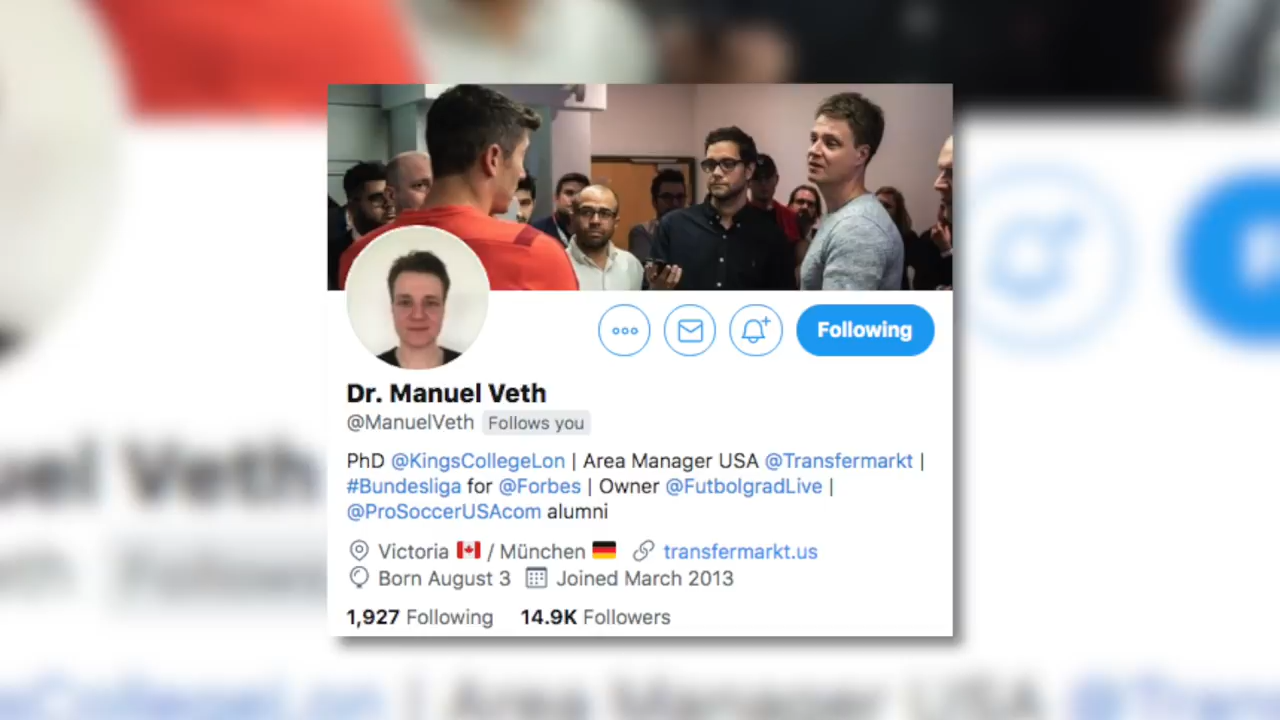 Following
Dr. Manuel Veth
@ManuelVeth Follows you
PhD @KingsCollegeLon | Area Manager USA @Transfermarkt |
#Bundesliga for @Forbes | Owner @FutbolgradLive |
@ProSoccerUSAcom alumni
Victoria 🇨🇦 / München 🇩🇪 transfermarkt.us
Born August 3 Joined March 2013
1,927 Following 14.9K Followers